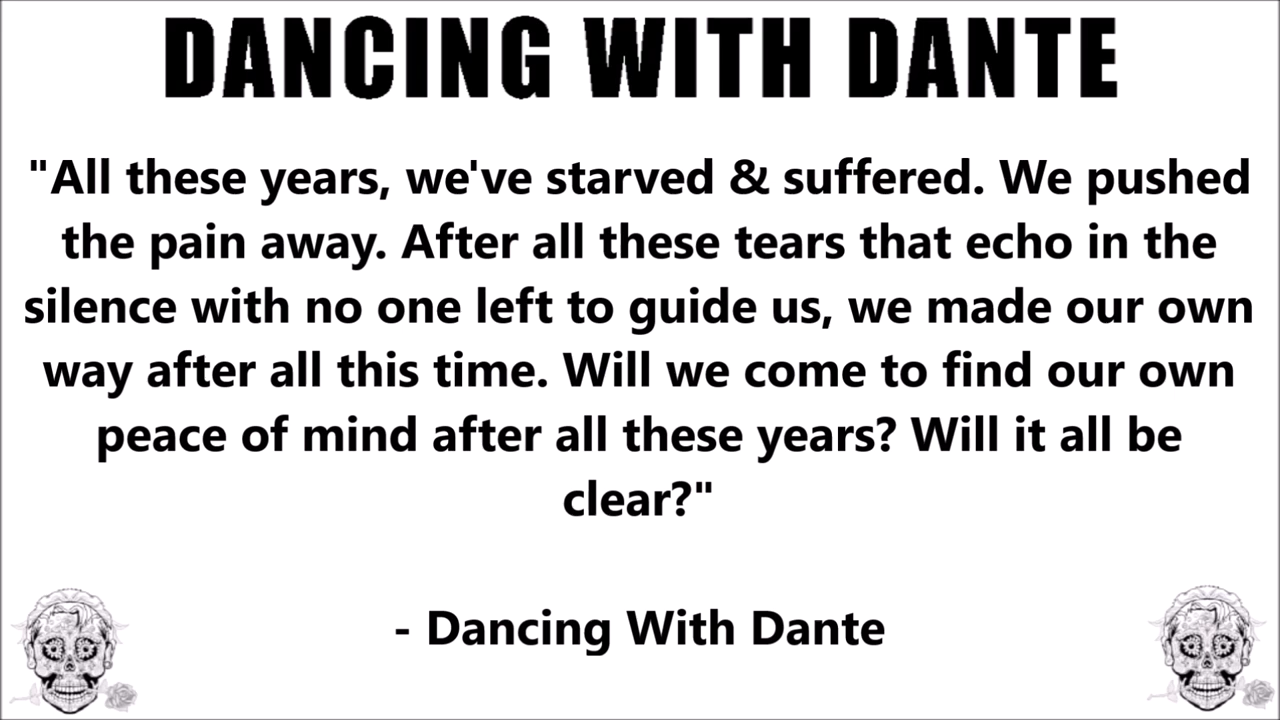 DANCING WITH DANTE
"All these years, we've starved & suffered. We pushed
the pain away. After all these tears that echo in the
silence with no one left to guide us, we made our own
way after all this time. Will we come to find our own
peace of mind after all these years? Will it all be
clear?"
- Dancing With Dante